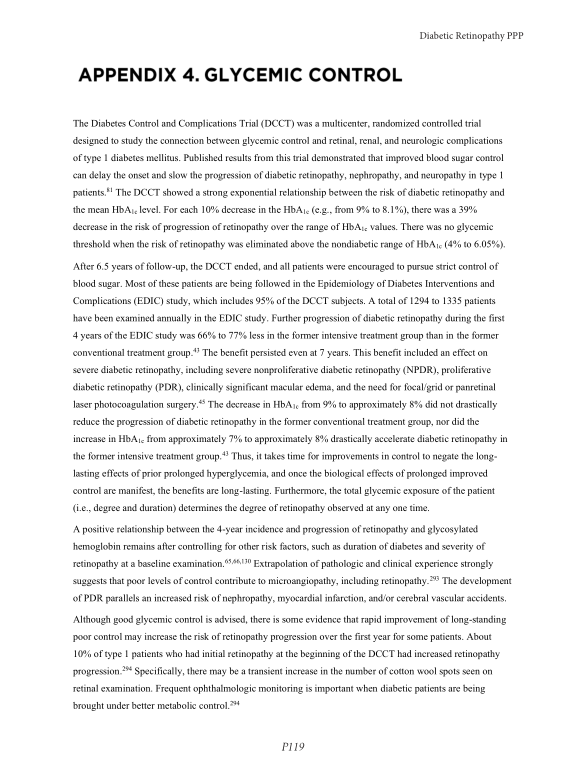 Diabetic Retinopathy PPP
APPENDIX 4. GLYCEMIC CONTROL
The Diabetes Control and Complications Trial (DCCT) was a multicenter, randomized controlled trial
designed to study the connection between glycemic control and retinal, renal, and neurologic complications
of type 1 diabetes mellitus. Published results from this trial demonstrated that improved blood sugar control
can delay the onset and slow the progression of diabetic retinopathy, nephropathy, and neuropathy in type 1
patients.81 The DCCT showed a strong exponential relationship between the risk of diabetic retinopathy and
the mean HbA1c level. For each 10% decrease in the HbA1c (e.g., from 9% to 8.1%), there was a 39%
decrease in the risk of progression of retinopathy over the range of HbA1c values. There was no glycemic
threshold when the risk of retinopathy was eliminated above the nondiabetic range of HbA1c (4% to 6.05%).
After 6.5 years of follow-up, the DCCT ended, and all patients were encouraged to pursue strict control of
blood sugar. Most of these patients are being followed in the Epidemiology of Diabetes Interventions and
Complications (EDIC) study, which includes 95% of the DCCT subjects. A total of 1294 to 1335 patients
have been examined annually in the EDIC study. Further progression of diabetic retinopathy during the first
4 years of the EDIC study was 66% to 77% less in the former intensive treatment group than in the former
conventional treatment group.43 The benefit persisted even at 7 years. This benefit included an effect on
severe diabetic retinopathy, including severe nonproliferative diabetic retinopathy (NPDR), proliferative
diabetic retinopathy (PDR), clinically significant macular edema, and the need for focal/grid or panretinal
laser photocoagulation surgery.45 The decrease in HbA1c from 9% to approximately 8% did not drastically
reduce the progression of diabetic retinopathy in the former conventional treatment group, nor did the
increase in HbA1c from approximately 7% to approximately 8% drastically accelerate diabetic retinopathy in
the former intensive treatment group.43 Thus, it takes time for improvements in control to negate the long-
lasting effects of prior prolonged hyperglycemia, and once the biological effects of prolonged improved
control are manifest, the benefits are long-lasting. Furthermore, the total glycemic exposure of the patient
(i.e., degree and duration) determines the degree of retinopathy observed at any one time.
A positive relationship between the 4-year incidence and progression of retinopathy and glycosylated
hemoglobin remains after controlling for other risk factors, such as duration of diabetes and severity of
retinopathy at a baseline examination.65,66,130 Extrapolation of pathologic and clinical experience strongly
suggests that poor levels of control contribute to microangiopathy, including retinopathy.293 The development
of PDR parallels an increased risk of nephropathy, myocardial infarction, and/or cerebral vascular accidents.
Although good glycemic control is advised, there is some evidence that rapid improvement of long-standing
poor control may increase the risk of retinopathy progression over the first year for some patients. About
10% of type 1 patients who had initial retinopathy at the beginning of the DCCT had increased retinopathy
progression.294 Specifically, there may be a transient increase in the number of cotton wool spots seen on
retinal examination. Frequent ophthalmologic monitoring is important when diabetic patients are being
brought under better metabolic control.294
P119